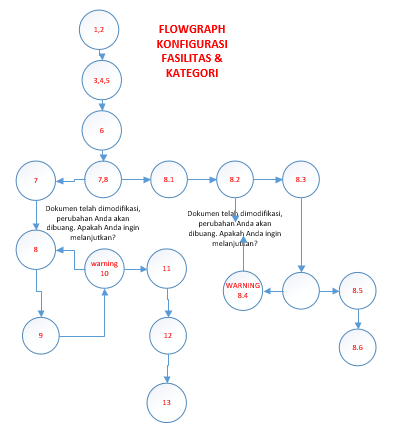 1,2
FLOWGRAPH
KONFIGURASI
FASILITAS &
KATEGORI
3,4,5
6
7
7,8
8.1
8.2
8.3
Dokumen telah dimodifikasi,
perubahan Anda akan
dibuang. Apakah Anda ingin
melanjutkan?
Dokumen telah dimodifikasi,
perubahan Anda akan
dibuang. Apakah Anda ingin
melanjutkan?
8
warning
10
11
WARNING
8.4
8.5
9
12
8.6
13